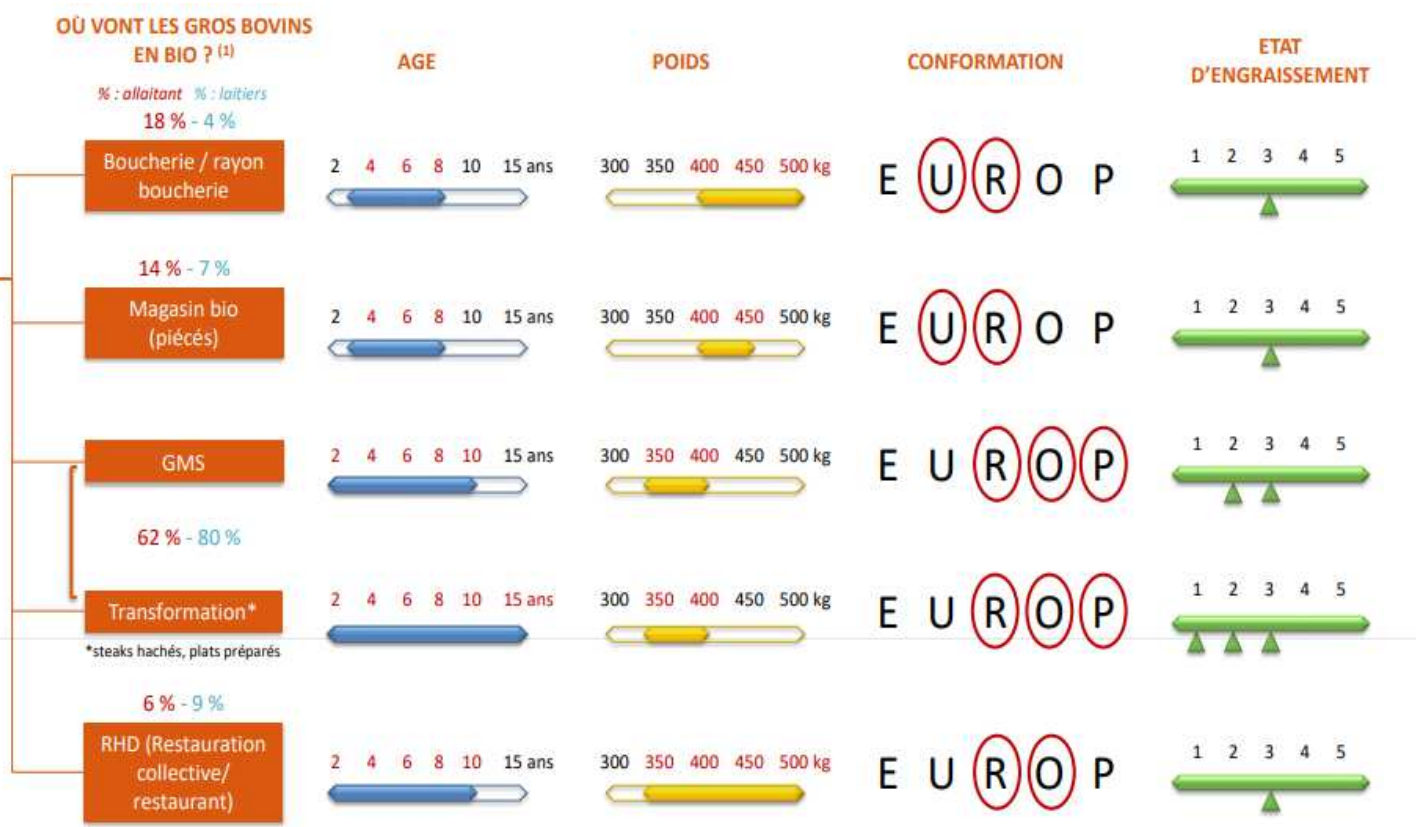 OÙ VONT LES GROS BOVINS
EN BIO ? (1)
AGE
POIDS
CONFORMATION
ETAT
D'ENGRAISSEMENT
% : allaitant % : laitiers
18 % - 4 %
Boucherie / rayon
boucherie
2 4 6 8 10 15 ans
300 350 400 450 500 kg
E U R O P
1 2 3 4 5
14 % - 7 %
Magasin bio
(piécés)
2 4 6 8 10 15 ans
300 350 400 450 500 kg
E U R O P
1 2 3 4 5
GMS
2 4 6 8 10 15 ans
300 350 400 450 500 kg
E U R O P
1 2 3 4 5
62 % - 80 %
Transformation*
2 4 6 8 10 15 ans
300 350 400 450 500 kg
E U R O P
1 2 3 4 5
*steaks hachés, plats préparés
6 % - 9 %
RHD (Restauration
collective/
restaurant)
2 4 6 8 10 15 ans
300 350 400 450 500 kg
E U R O P
1 2 3 4 5